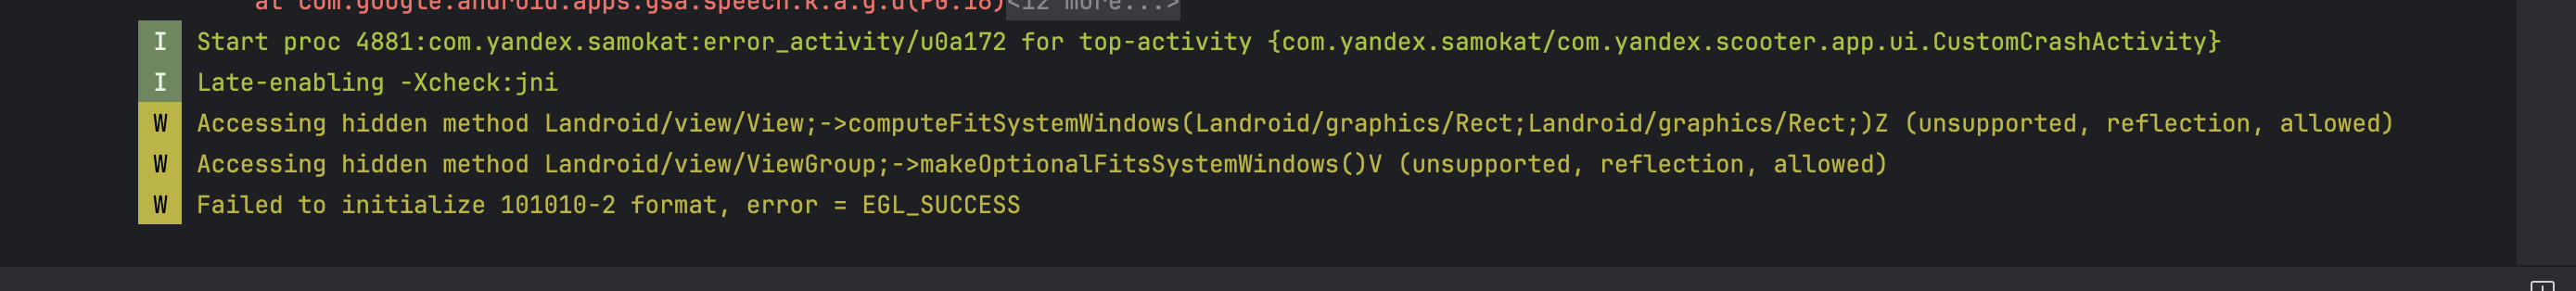 at com.google.android.apps.gsa.speech.k.a.g.d(PG:18)<12 more...>
I Start proc 4881:com.yandex.samokat:error_activity/u0a172 for top-activity {com.yandex.samokat/com.yandex.scooter.app.ui.CustomCrashActivity}
I Late-enabling -Xcheck:jni
W Accessing hidden method Landroid/view/View;->computeFitSystemWindows(Landroid/graphics/Rect;Landroid/graphics/Rect;)Z (unsupported, reflection, allowed)
W Accessing hidden method Landroid/view/ViewGroup;->makeOptionalFitsSystemWindows()V (unsupported, reflection, allowed)
W Failed to initialize 101010-2 format, error = EGL_SUCCESS